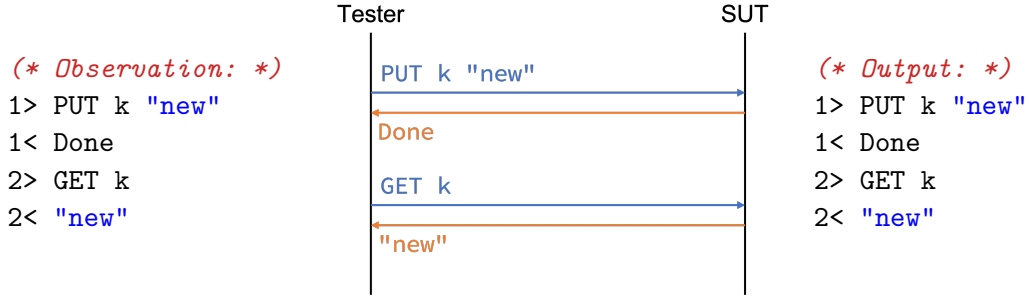 Tester
SUT
(* Observation: *)
1> PUT k "new"
1< Done
2> GET k
2< "new"
PUT k "new"
Done
GET k
"new"
(* Output: *)
1> PUT k "new"
1< Done
2> GET k
2< "new"